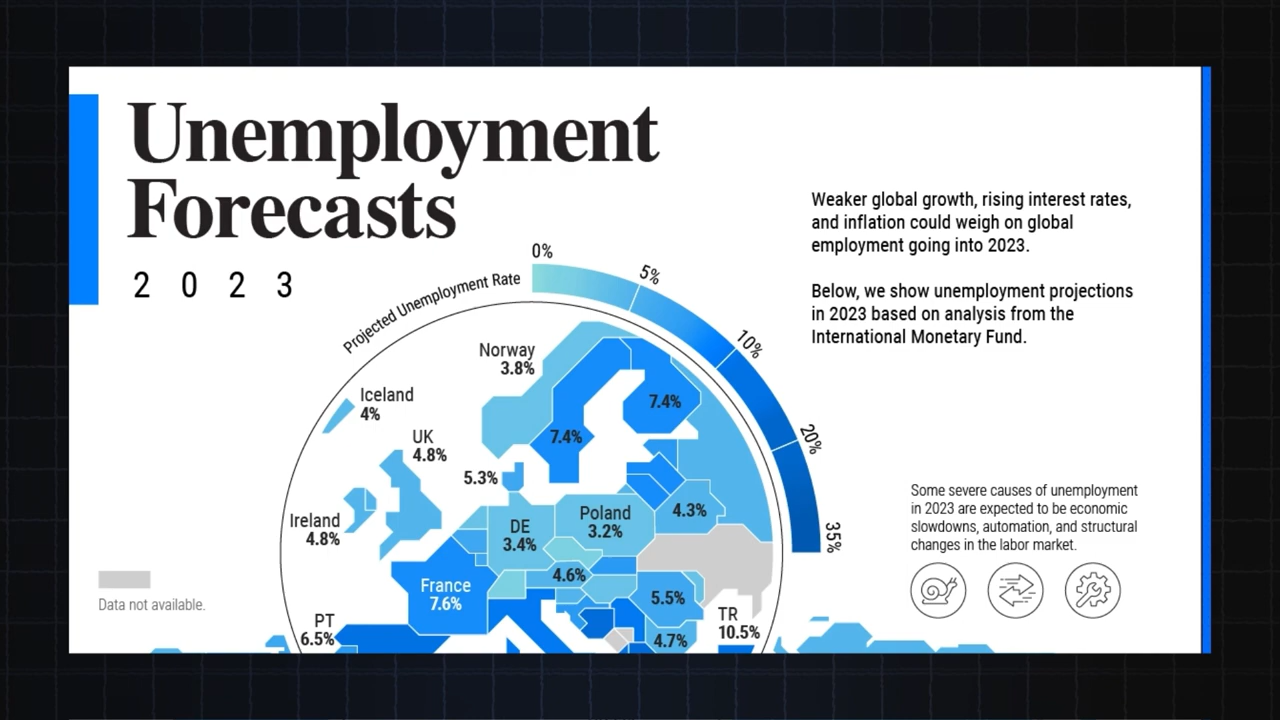 Unemployment
Forecasts
2023
Weaker global growth, rising interest rates,
and inflation could weigh on global
employment going into 2023.
Below, we show unemployment projections
in 2023 based on analysis from the
International Monetary Fund.
Projected Unemployment Rate
0%
5%
10%
20%
35%
Norway
3.8%
Iceland
4%
7.4%
UK
4.8%
7.4%
5.3%
Ireland
4.8%
DE
3.4%
Poland
3.2%
4.3%
France
7.6%
4.6%
5.5%
PT
6.5%
4.7%
TR
10.5%
Some severe causes of unemployment
in 2023 are expected to be economic
slowdowns, automation, and structural
changes in the labor market.
Data not available.